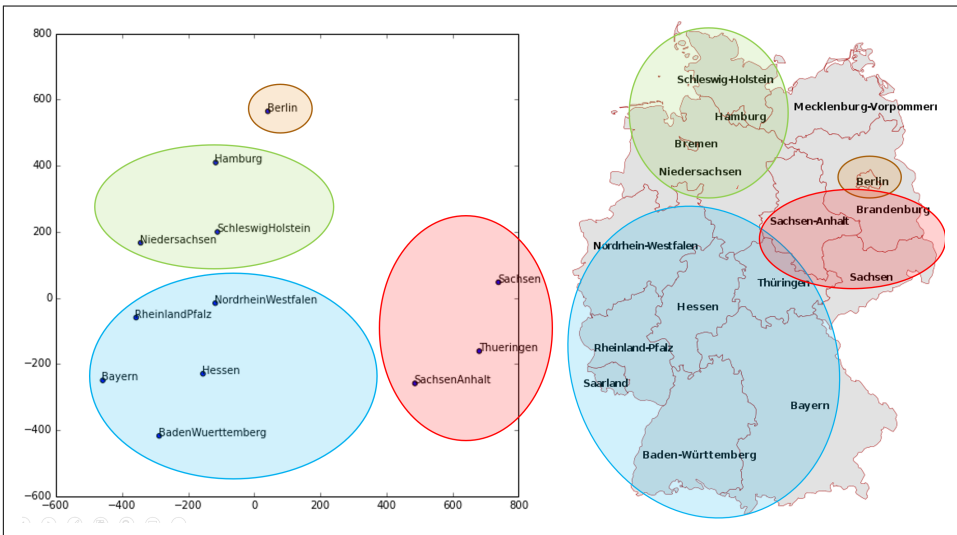 800
600
400
200
0
−200
−400
−600
−600
−400
−200
0
200
400
600
800
Berlin
Hamburg
SchleswigHolstein
Niedersachsen
Sachsen
NordrheinWestfalen
RheinlandPfalz
Thueringen
Hessen
Bayern
SachsenAnhalt
BadenWuerttemberg
Schleswig-Holstein
Mecklenburg-Vorpommern
Hamburg
Bremen
Niedersachsen
Berlin
Brandenburg
Sachsen-Anhalt
Nordrhein-Westfalen
Sachsen
Thüringen
Hessen
Rheinland-Pfalz
Saarland
Bayern
Baden-Württemberg